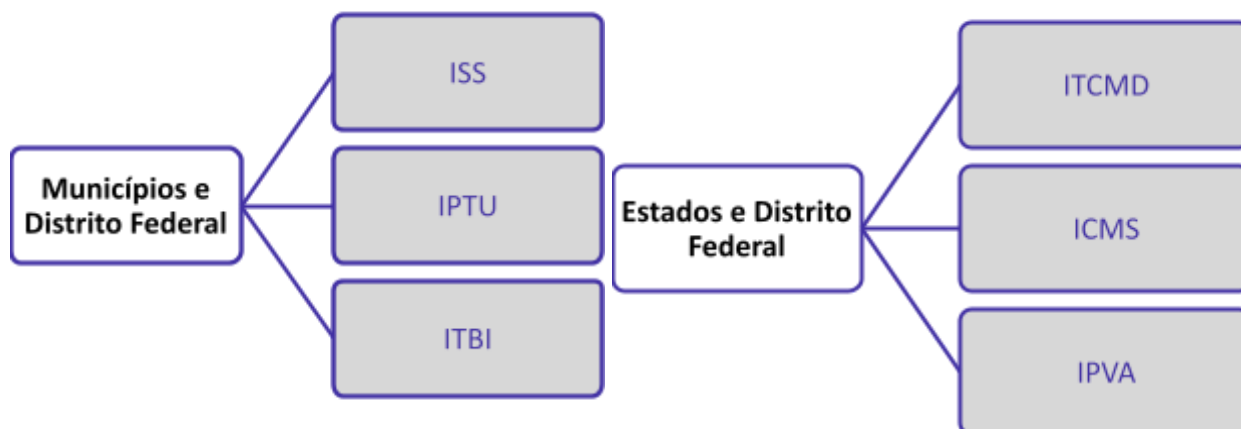 Municípios e
Distrito Federal
ISS
IPTU
ITBI
Estados e Distrito
Federal
ITCMD
ICMS
IPVA